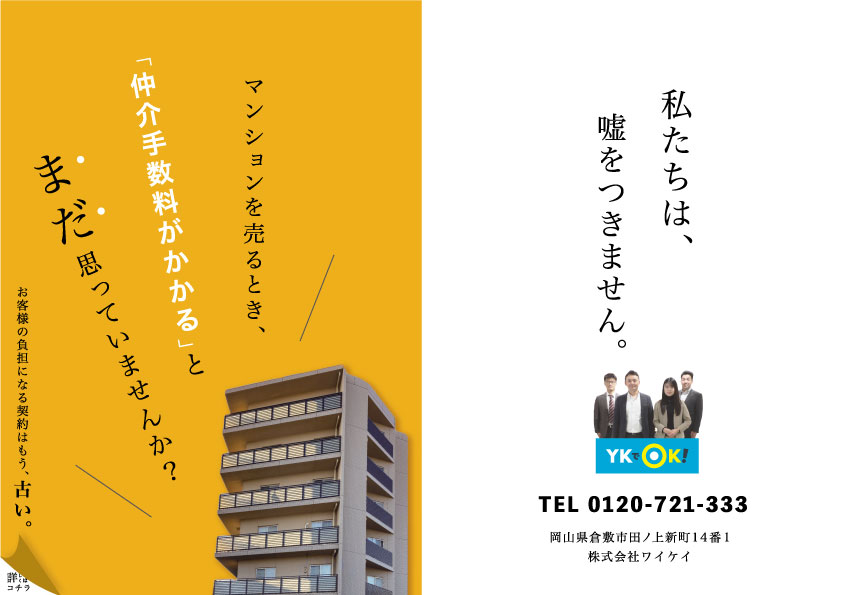 マンションを売るとき、
「仲介手数料がかかる」と
まだ思っていませんか？
お客様の負担になる契約はもう、古い。
コチラ
私たちは、
嘘をつきません。
YKでOK!
TEL 0120-721-333
岡山県倉敷市田ノ上新町14番1
株式会社ワイケイ